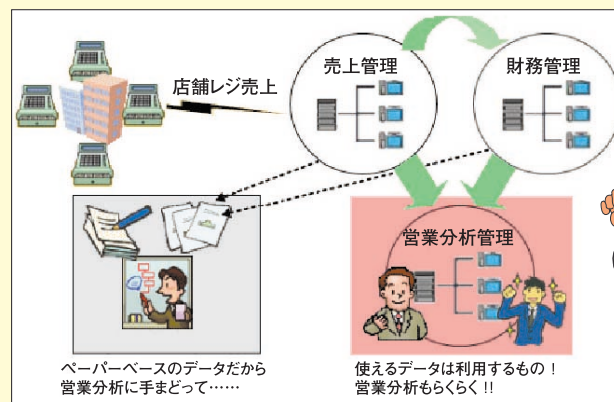 店舗レジ売上
売上管理
財務管理
営業分析管理
ペーパーベースのデータだから
営業分析に手まどって……
使えるデータは利用するもの！
営業分析もらくらく!!